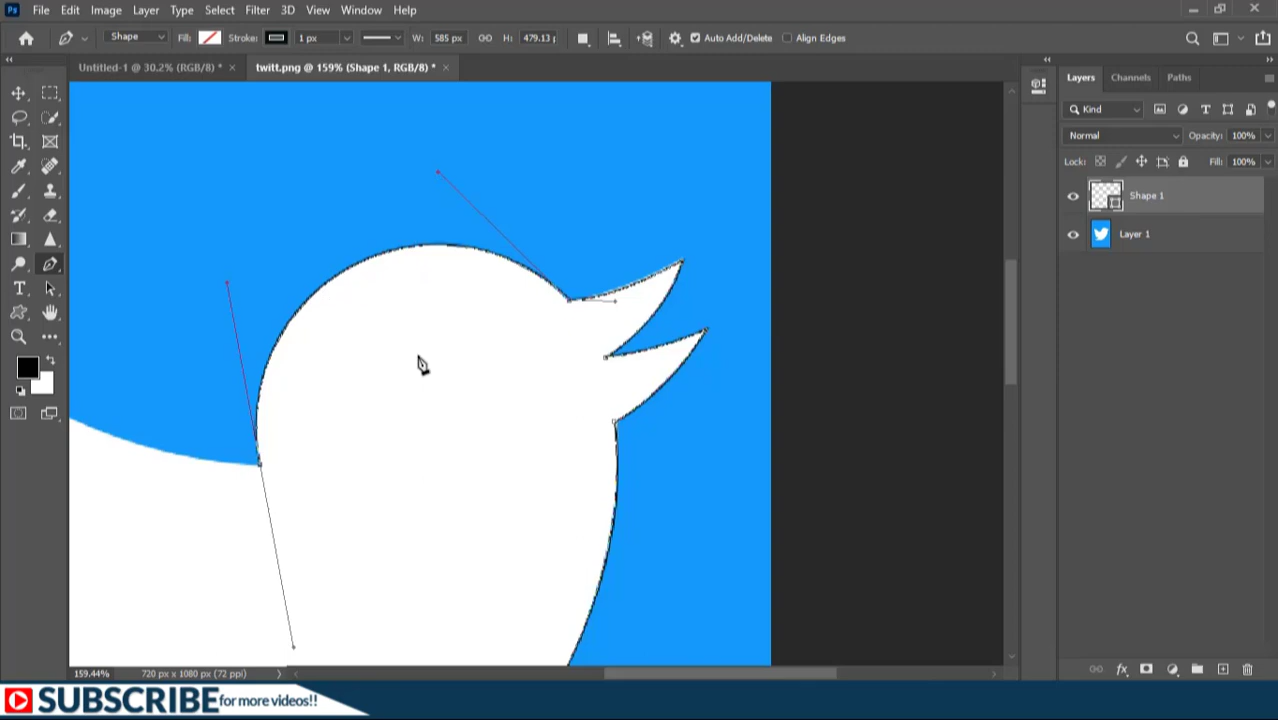 Ps File Edit Image Layer Type Select Filter 3D View Window Help
Shape Fill: Stroke: 1 px W: 585 px H: 479.13 p Auto Add/Delete Align Edges
Untitled-1 @ 30.2% (RGB/8) * × twitt.png @ 159% (Shape 1, RGB/8) * ×
Layers Channels Paths
Kind
Normal Opacity: 100%
Lock: Fill: 100%
Shape 1
Layer 1
159.44% 720 px x 1080 px (72 ppi)
SUBSCRIBE for more videos!!